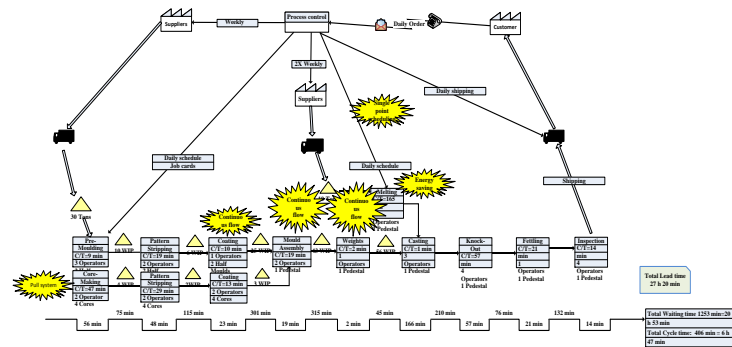 Suppliers
Weekly
Process control
Daily Order
Customer
2X Weekly
Suppliers
Single
point
scheduling
Daily shipping
Daily schedule
Job cards
Daily schedule
Energy
saving
Shipping
30 Tons
Continuo
us flow
Continuo
us flow
Continuo
us flow
Melting
=165
Operators
1 Pedestal
Pre-
Moulding
C/T=9 min
3 Operators
Pattern
Stripping
C/T=19 min
2 Operators
2 Half
Coating
C/T=10 min
1 Operators
2 Half
Moulds
Mould
Assembly
C/T=19 min
2 Operators
1 Pedestal
Weights
C/T=2 min
1
Operators
1 Pedestal
Casting
C/T=1 min
3
Operators
1 Pedestal
Knock-
Out
C/T=57
min
4
Operators
1 Pedestal
Fettling
C/T=21
min
1
Operators
1 Pedestal
Inspection
C/T=14
min
4
Operators
1 Pedestal
Pull system
Core-
Making
C/T=47 min
2 Operator
4 Cores
Pattern
Stripping
C/T=29 min
2 Operators
4 Cores
Coating
C/T=13 min
2 Operators
4 Cores
3 WIP
Total Lead time
27 h 20 min
75 min
115 min
301 min
315 min
45 min
166 min
210 min
76 min
132 min
56 min
48 min
23 min
19 min
2 min
57 min
21 min
14 min
Total Waiting time 1253 min=20
h 53 min
Total Cycle time: 406 min = 6 h
47 min